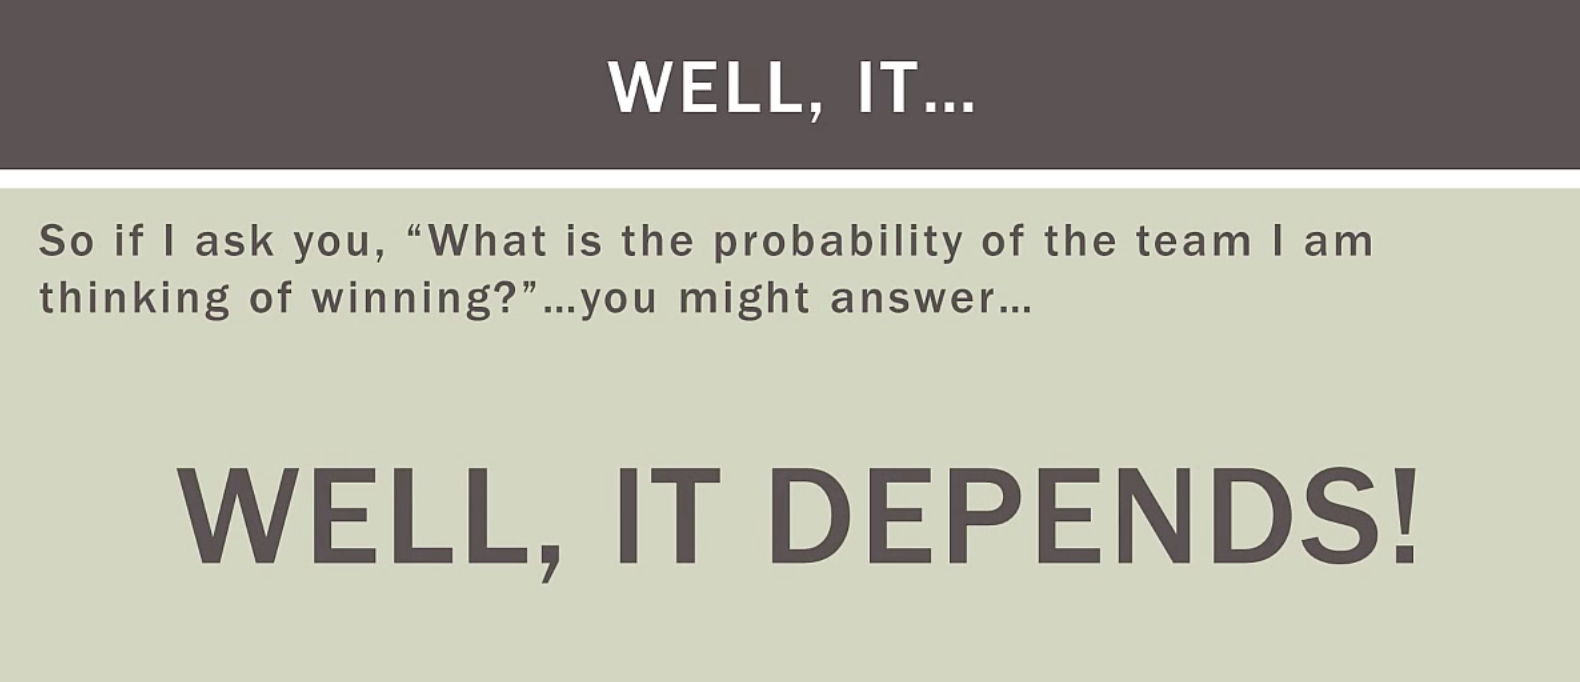 WELL, IT...
So if I ask you, “What is the probability of the team I am
thinking of winning?”...you might answer...
WELL, IT DEPENDS!